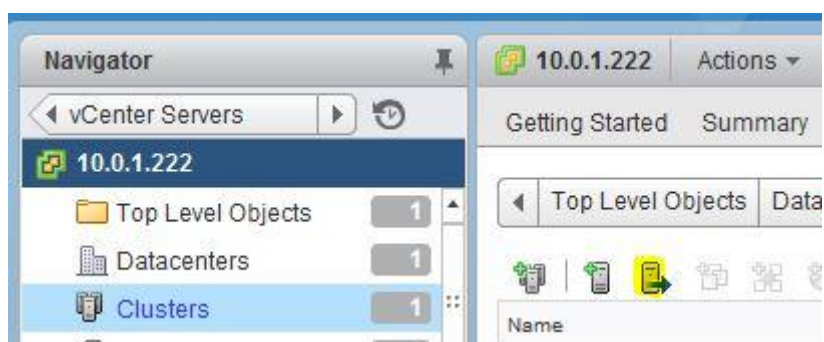 Navigator
10.0.1.222 Actions
vCenter Servers
Getting Started Summary
10.0.1.222
Top Level Objects 1
Top Level Objects Data
Datacenters 1
Clusters 1
Name